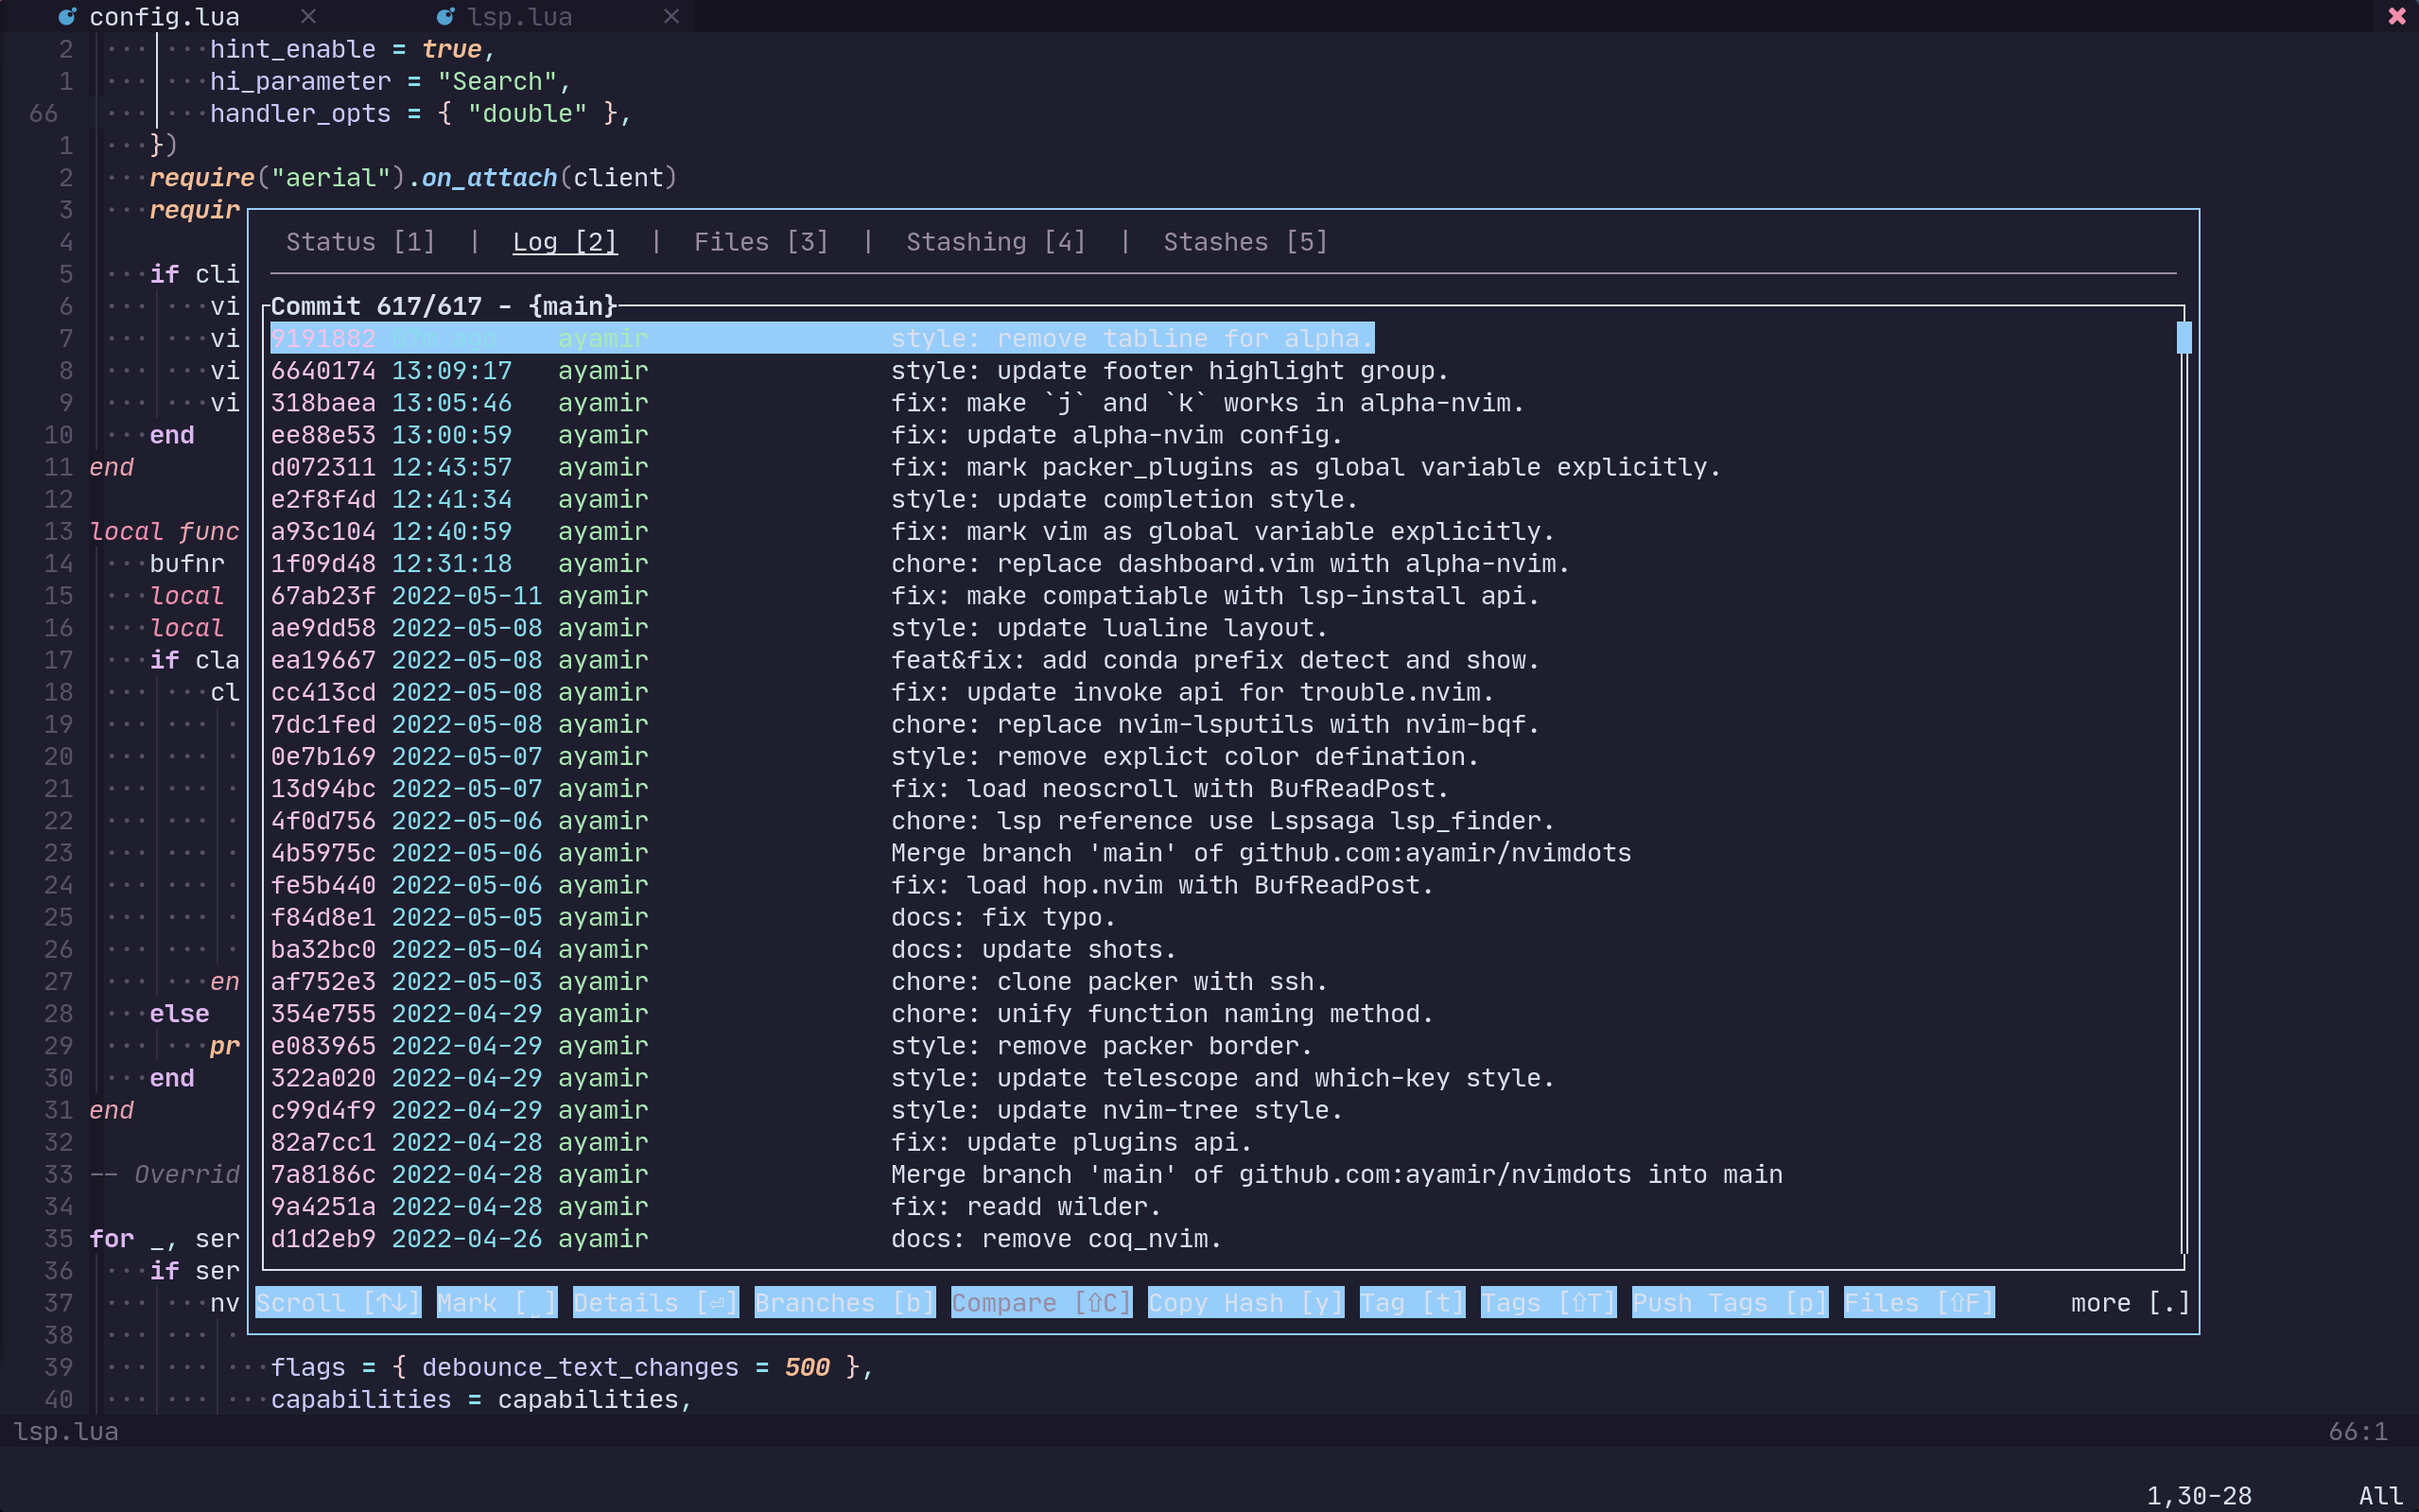 config.lua × lsp.lua × ✖
2 hint_enable = true,
1 hi_parameter = "Search",
66 handler_opts = { "double" },
1 })
2 require("aerial").on_attach(client)
3 requir
4 Status [1] | Log [2] | Files [3] | Stashing [4] | Stashes [5]
5 if cli
6 vi Commit 617/617 - {main}
7 vi 9191882 ayamir style: remove tabline for alpha.
8 vi 6640174 13:09:17 ayamir style: update footer highlight group.
9 vi 318baea 13:05:46 ayamir fix: make `j` and `k` works in alpha-nvim.
10 end ee88e53 13:00:59 ayamir fix: update alpha-nvim config.
11 end d072311 12:43:57 ayamir fix: mark packer_plugins as global variable explicitly.
12 e2f8f4d 12:41:34 ayamir style: update completion style.
13 local func a93c104 12:40:59 ayamir fix: mark vim as global variable explicitly.
14 bufnr 1f09d48 12:31:18 ayamir chore: replace dashboard.vim with alpha-nvim.
15 local 67ab23f 2022-05-11 ayamir fix: make compatiable with lsp-install api.
16 local ae9dd58 2022-05-08 ayamir style: update lualine layout.
17 if cla ea19667 2022-05-08 ayamir feat&fix: add conda prefix detect and show.
18 cl cc413cd 2022-05-08 ayamir fix: update invoke api for trouble.nvim.
19 7dc1fed 2022-05-08 ayamir chore: replace nvim-lsputils with nvim-bqf.
20 0e7b169 2022-05-07 ayamir style: remove explict color defination.
21 13d94bc 2022-05-07 ayamir fix: load neoscroll with BufReadPost.
22 4f0d756 2022-05-06 ayamir chore: lsp reference use Lspsaga lsp_finder.
23 4b5975c 2022-05-06 ayamir Merge branch 'main' of github.com:ayamir/nvimdots
24 fe5b440 2022-05-06 ayamir fix: load hop.nvim with BufReadPost.
25 f84d8e1 2022-05-05 ayamir docs: fix typo.
26 ba32bc0 2022-05-04 ayamir docs: update shots.
27 en af752e3 2022-05-03 ayamir chore: clone packer with ssh.
28 else 354e755 2022-04-29 ayamir chore: unify function naming method.
29 pr e083965 2022-04-29 ayamir style: remove packer border.
30 end 322a020 2022-04-29 ayamir style: update telescope and which-key style.
31 end c99d4f9 2022-04-29 ayamir style: update nvim-tree style.
32 82a7cc1 2022-04-28 ayamir fix: update plugins api.
33 -- Overrid 7a8186c 2022-04-28 ayamir Merge branch 'main' of github.com:ayamir/nvimdots into main
34 9a4251a 2022-04-28 ayamir fix: readd wilder.
35 for _, ser d1d2eb9 2022-04-26 ayamir docs: remove coq_nvim.
36 if ser
37 nv Scroll [↑↓] Mark [˽] Details [⏎] Branches [b] Compare [⇧C] Copy Hash [y] Tag [t] Tags [⇧T] Push Tags [p] Files [⇧F] more [.]
38
39 flags = { debounce_text_changes = 500 },
40 capabilities = capabilities,
lsp.lua 66:1
1,30-28 All